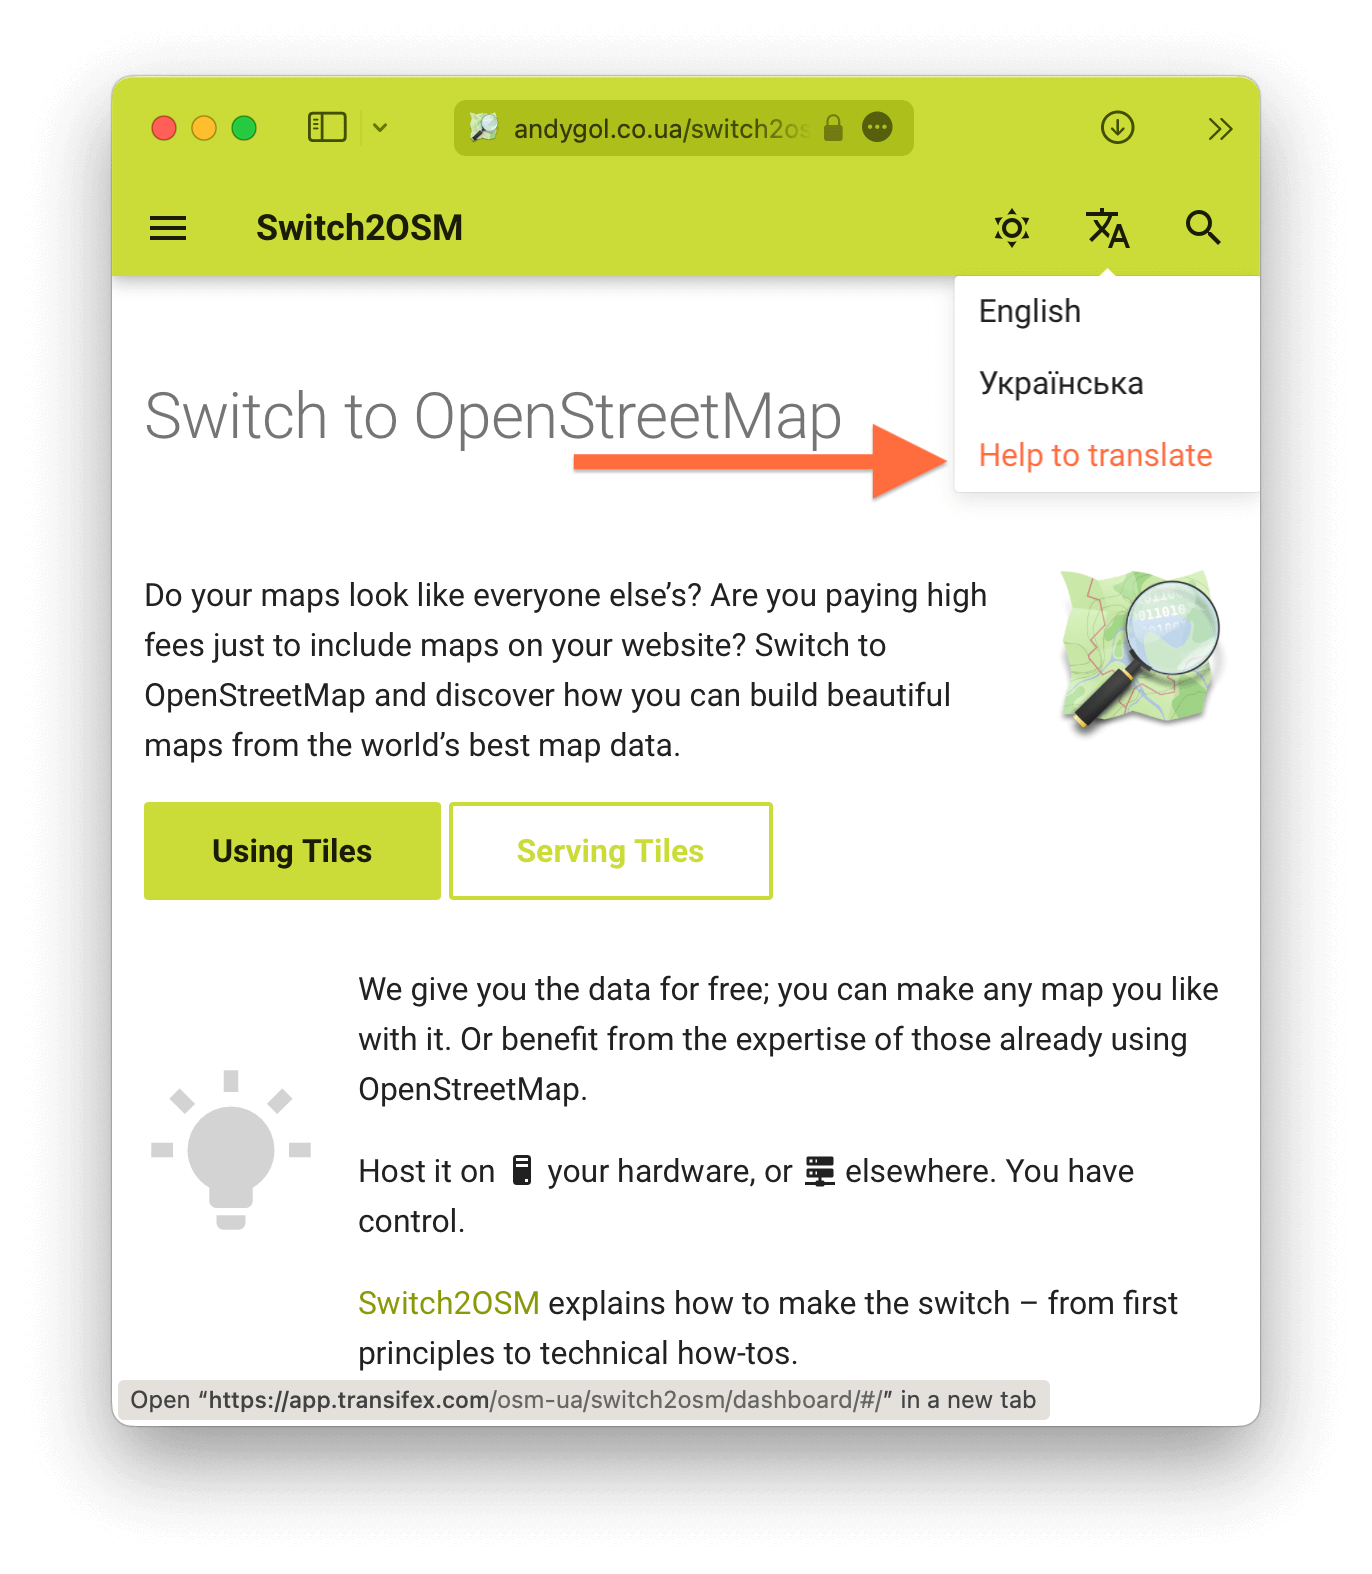 andygol.co.ua/switch2os
Switch2OSM
English
Українська
Help to translate
Switch to OpenStreetMap
Do your maps look like everyone else’s? Are you paying high
fees just to include maps on your website? Switch to
OpenStreetMap and discover how you can build beautiful
maps from the world’s best map data.
Using Tiles
Serving Tiles
We give you the data for free; you can make any map you like
with it. Or benefit from the expertise of those already using
OpenStreetMap.
Host it on your hardware, or elsewhere. You have
control.
Switch2OSM explains how to make the switch – from first
principles to technical how-tos.
Open “https://app.transifex.com/osm-ua/switch2osm/dashboard/#/” in a new tab